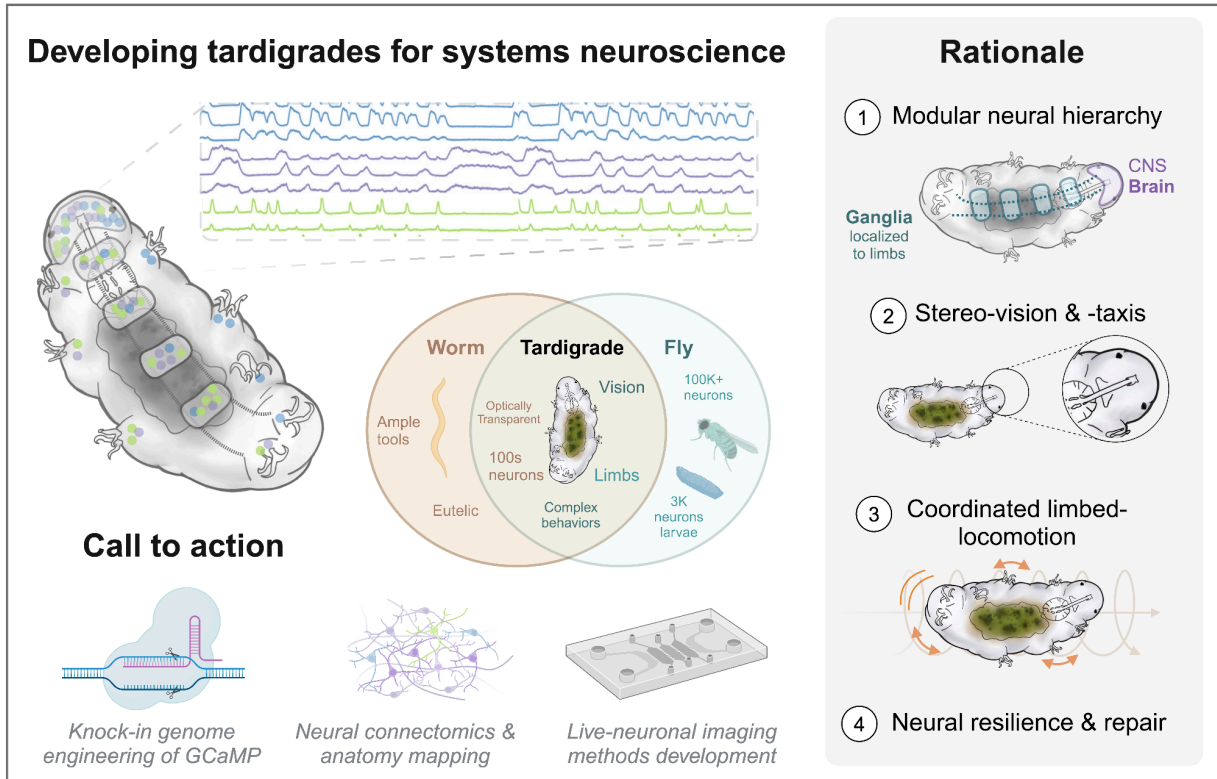 Developing tardigrades for systems neuroscience
Worm
Tardigrade
Fly
Ample
tools
Eutelic
Optically
Transparent
100s
neurons
Vision
Limbs
Complex
behaviors
100K+
neurons
3K
neurons
larvae
Call to action
Knock-in genome
engineering of GCaMP
Neural connectomics &
anatomy mapping
Live-neuronal imaging
methods development
Rationale
1 Modular neural hierarchy
CNS
Brain
Ganglia
localized
to limbs
2 Stereo-vision & -taxis
3 Coordinated limbed-
locomotion
4 Neural resilience & repair